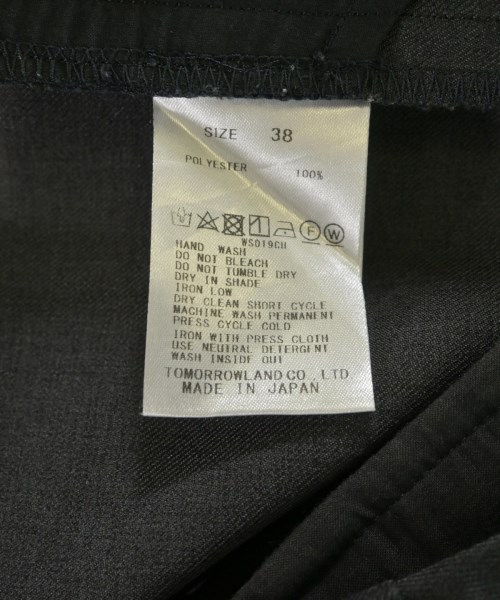 SIZE 38
POLYESTER 100%
F W
WS019CH
HAND WASH
DO NOT BLEACH
DO NOT TUMBLE DRY
DRY IN SHADE
IRON LOW
DRY CLEAN SHORT CYCLE
MACHINE WASH PERMANENT
PRESS CYCLE COLD
IRON WITH PRESS CLOTH
USE NEUTRAL DETERGENT
WASH INSIDE OUT
TOMORROWLAND CO., LTD.
MADE IN JAPAN